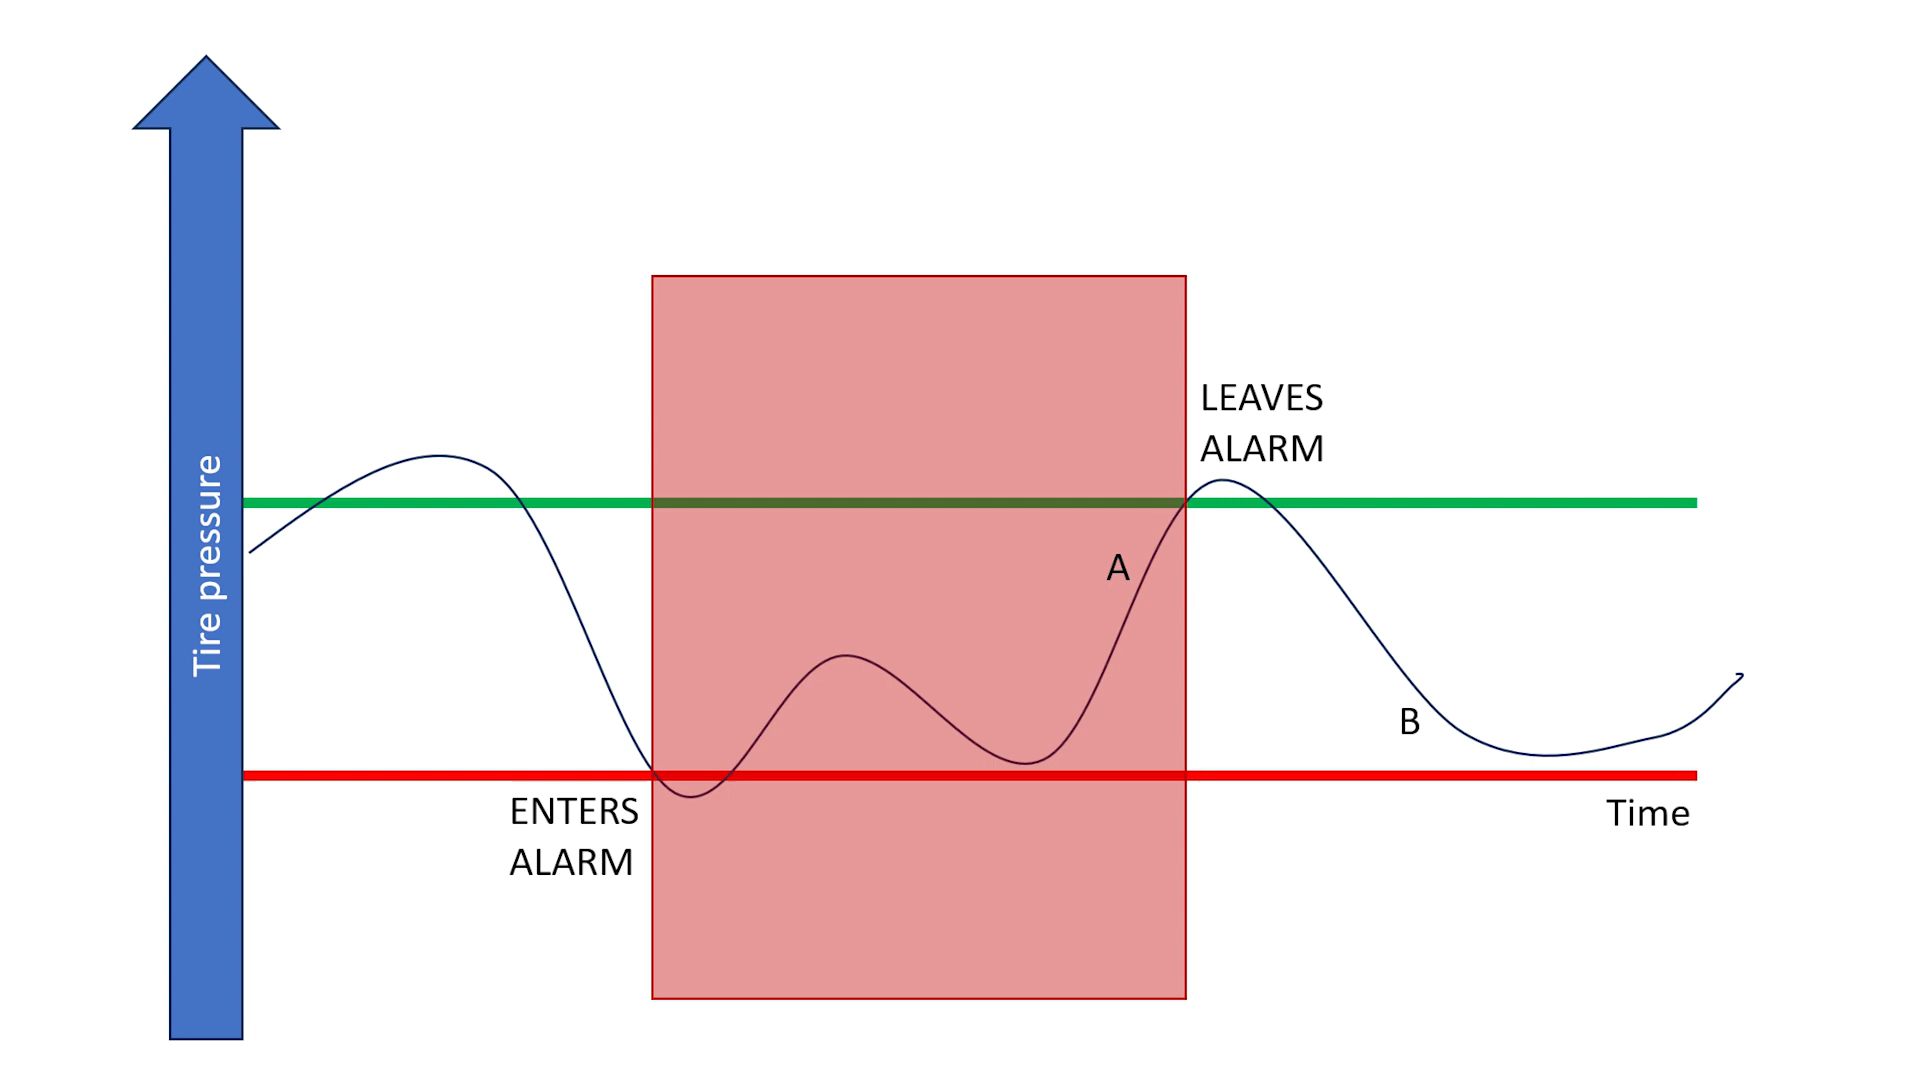 Tire pressure
LEAVES
ALARM
A
B
ENTERS
ALARM
Time